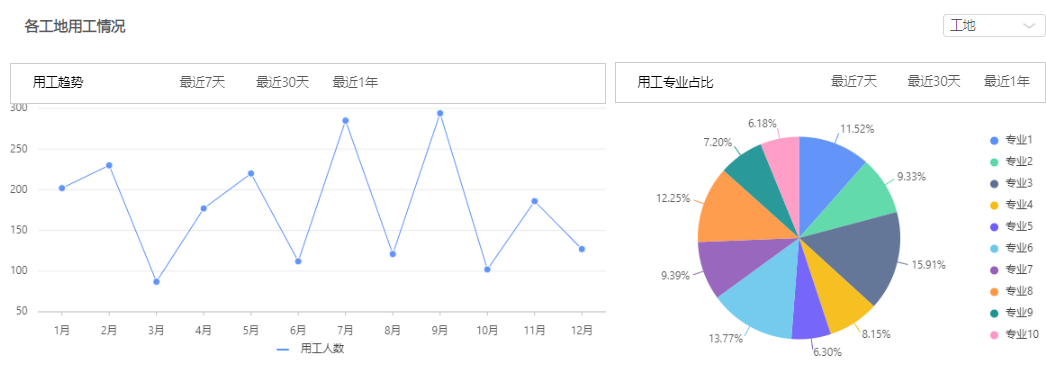 各工地用工情况
工地
用工趋势 最近7天 最近30天 最近1年
300
250
200
150
100
50
1月 2月 3月 4月 5月 6月 7月 8月 9月 10月 11月 12月
用工人数
用工专业占比 最近7天 最近30天 最近1年
11.52%
9.33%
15.91%
8.15%
6.30%
13.77%
9.39%
12.25%
7.20%
6.18%
专业1
专业2
专业3
专业4
专业5
专业6
专业7
专业8
专业9
专业10